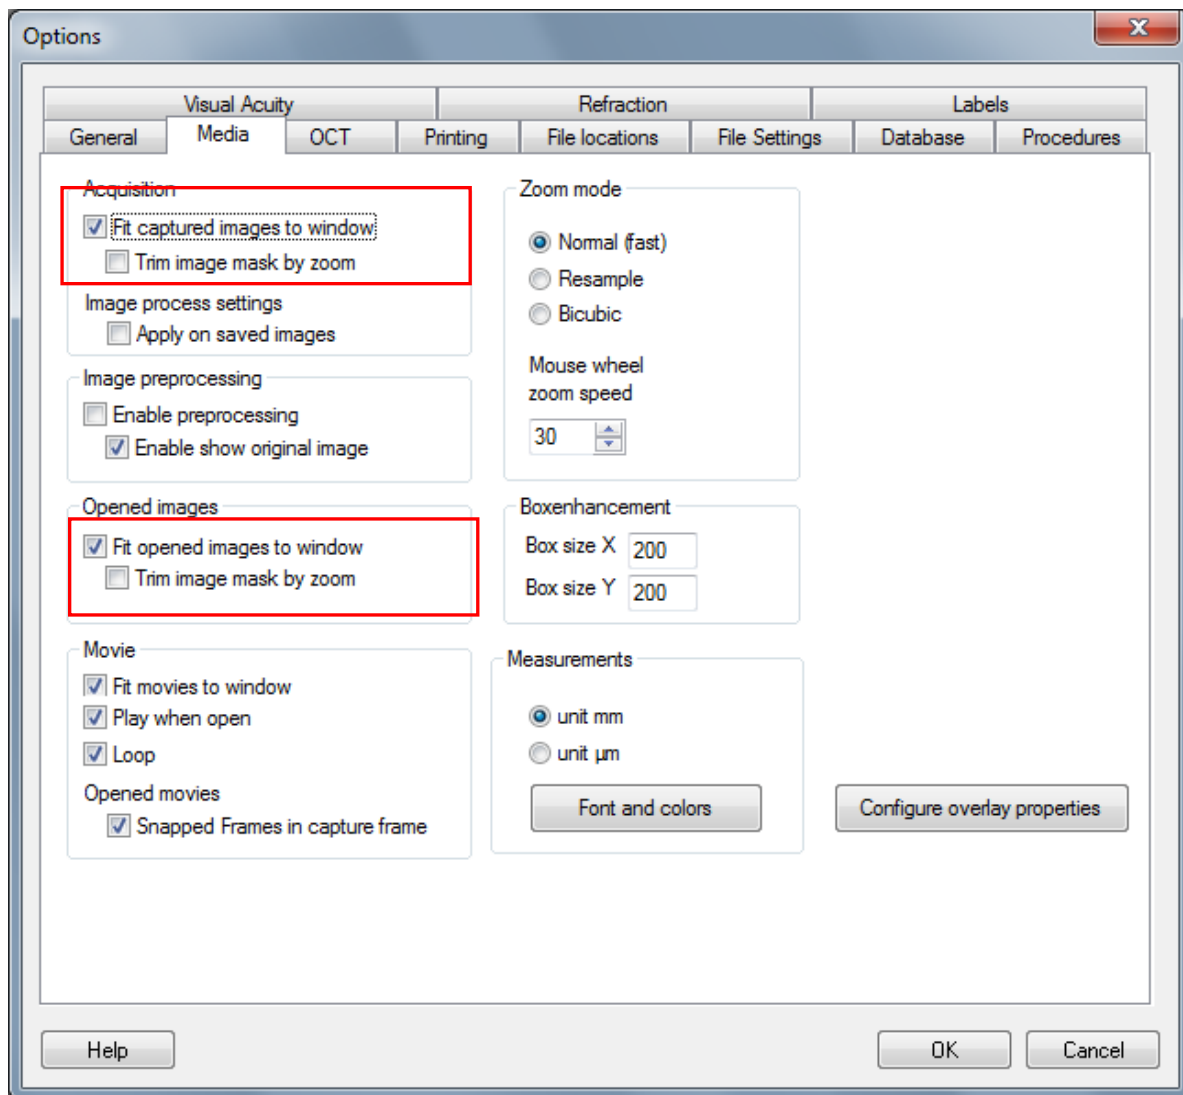 Options
Visual Acuity Refraction Labels
General Media OCT Printing File locations File Settings Database Procedures
Acquisition
Fit captured images to window
Trim image mask by zoom
Image process settings
Apply on saved images
Image preprocessing
Enable preprocessing
Enable show original image
Opened images
Fit opened images to window
Trim image mask by zoom
Movie
Fit movies to window
Play when open
Loop
Opened movies
Snapped Frames in capture frame
Zoom mode
Normal (fast)
Resample
Bicubic
Mouse wheel
zoom speed
30
Boxenhancement
Box size X 200
Box size Y 200
Measurements
unit mm
unit µm
Font and colors
Configure overlay properties
Help OK Cancel